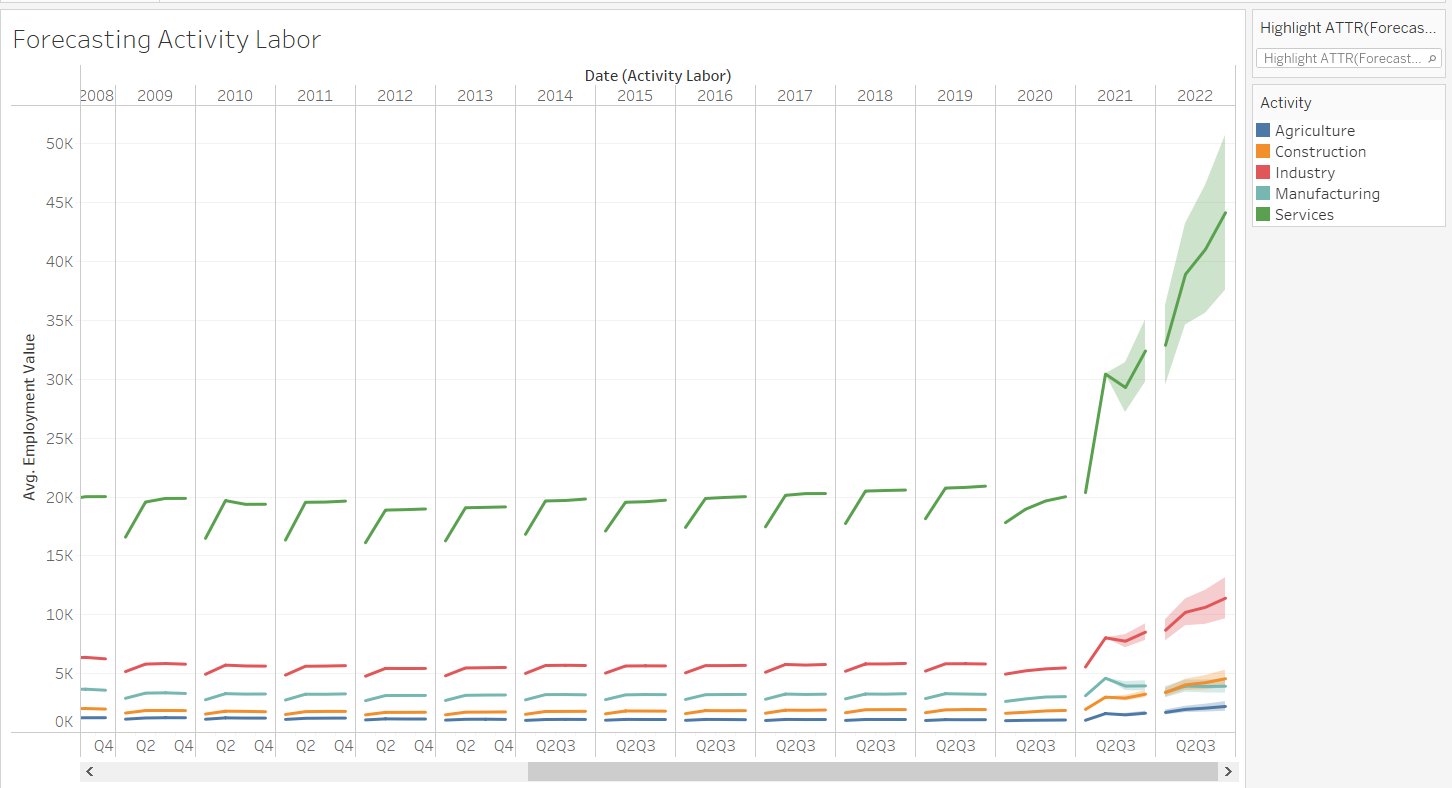 Forecasting Activity Labor
Date (Activity Labor)
2008 2009 2010 2011 2012 2013 2014 2015 2016 2017 2018 2019 2020 2021 2022
50K
45K
40K
35K
30K
25K
20K
15K
10K
5K
0K
Avg. Employment Value
Q4 Q2 Q4 Q2 Q4 Q2 Q4 Q2 Q4 Q2 Q4 Q2Q3 Q2Q3 Q2Q3 Q2Q3 Q2Q3 Q2Q3 Q2Q3 Q2Q3 Q2Q3
Highlight ATTR(Forecas...
Highlight ATTR(Forecast...
Activity
Agriculture
Construction
Industry
Manufacturing
Services